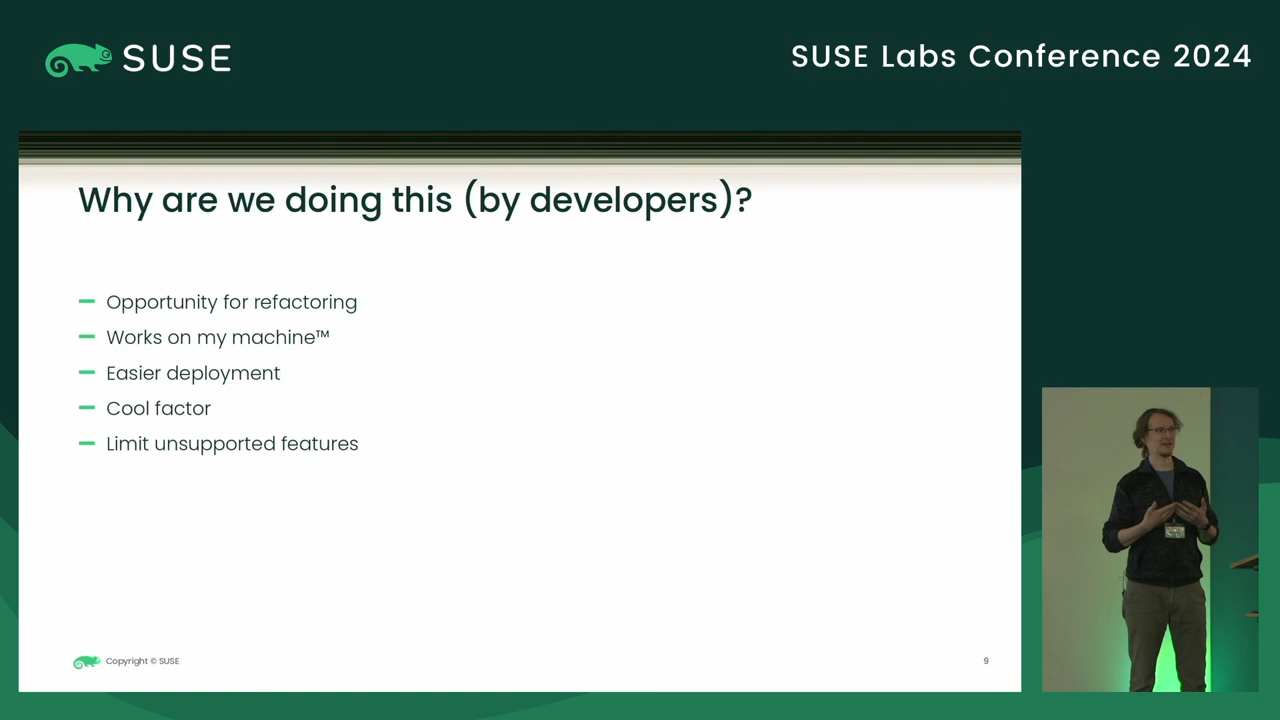 SUSE
SUSE Labs Conference 2024
Why are we doing this (by developers)?
Opportunity for refactoring
Works on my machine™
Easier deployment
Cool factor
Limit unsupported features
Copyright © SUSE
9